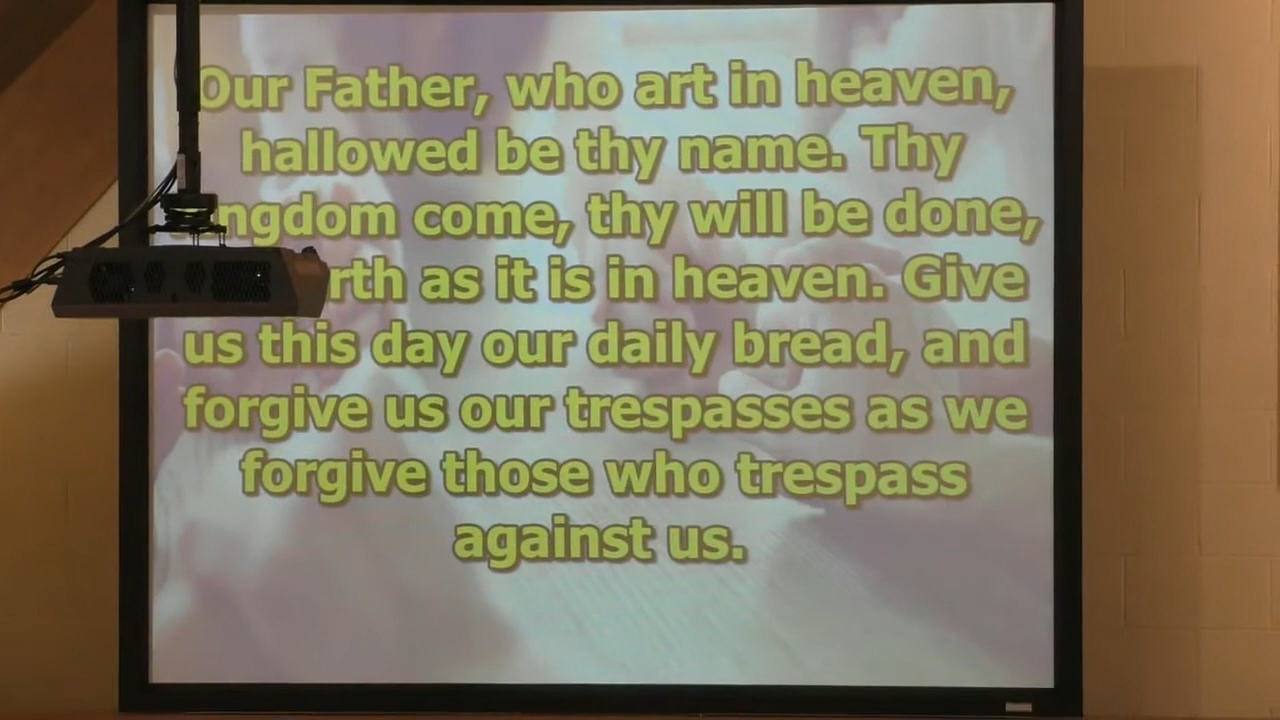 Our Father, who art in heaven,
hallowed be thy name. Thy
come, thy will be done,
as it is in heaven. Give
us this day our daily bread, and
forgive us our trespasses as we
forgive those who trespass
against us.